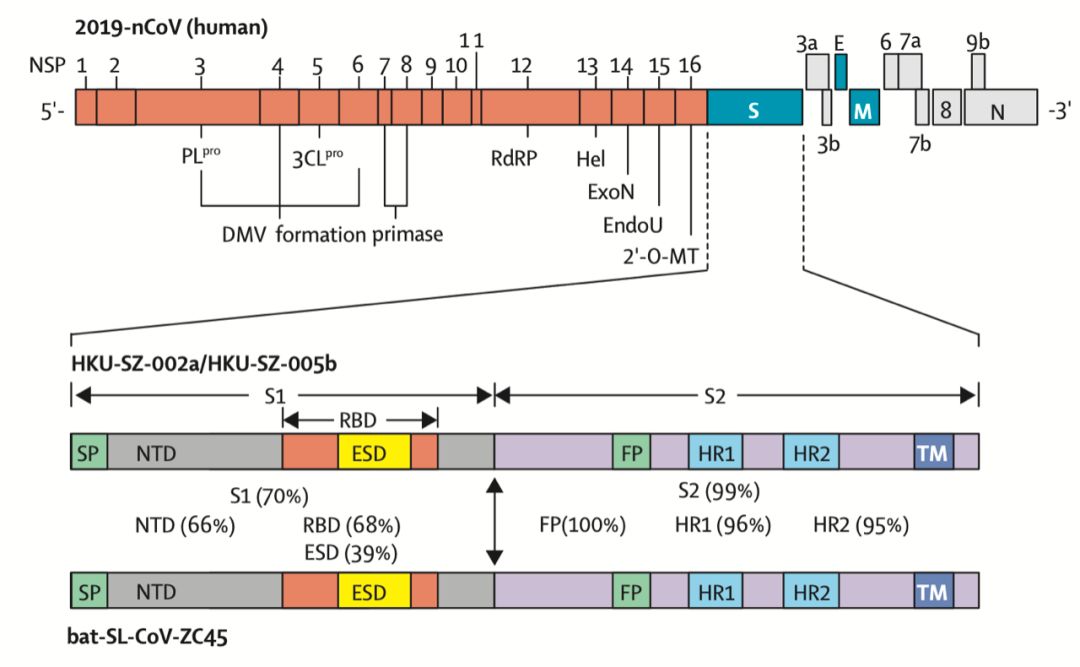 2019-nCoV (human)
NSP 1 2 3 4 5 6 7 8 9 10 11 12 13 14 15 16 3a E 6 7a 9b
5'- S M 8 N -3'
3b 7b
PLpro 3CLpro RdRP Hel
ExoN
EndoU
DMV formation primase
2'-O-MT
HKU-SZ-002a/HKU-SZ-005b
S1 S2
RBD
SP NTD ESD FP HR1 HR2 TM
S1 (70%) S2 (99%)
NTD (66%) RBD (68%) FP(100%) HR1 (96%) HR2 (95%)
ESD (39%)
SP NTD ESD FP HR1 HR2 TM
bat-SL-CoV-ZC45